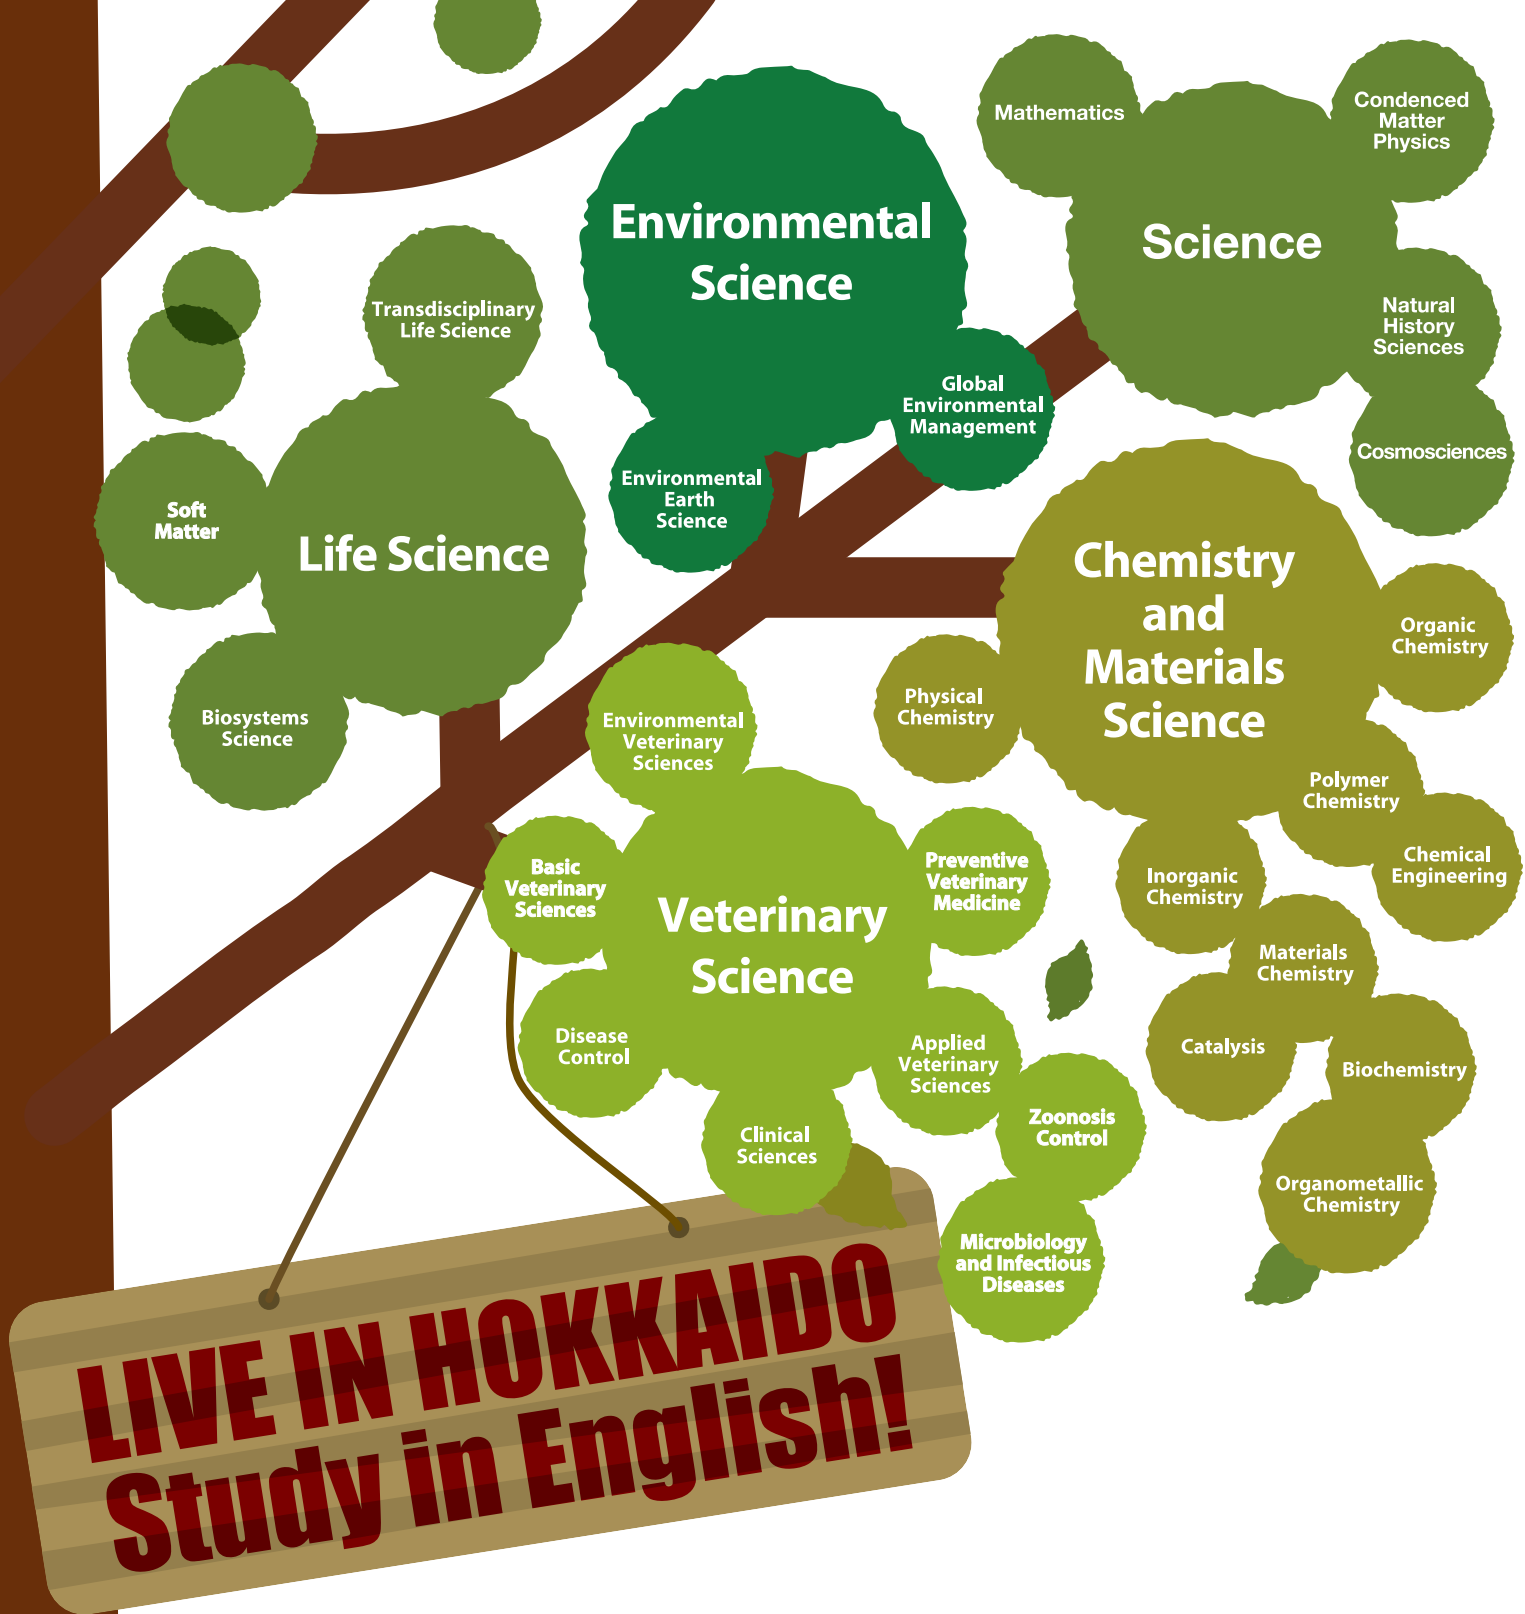 Mathematics
Condenced
Matter
Physics
Science
Natural
History
Sciences
Cosmosciences
Environmental
Science
Global
Environmental
Management
Environmental
Earth
Science
Transdisciplinary
Life Science
Soft
Matter
Life Science
Biosystems
Science
Chemistry
and
Materials
Science
Organic
Chemistry
Physical
Chemistry
Polymer
Chemistry
Chemical
Engineering
Inorganic
Chemistry
Materials
Chemistry
Catalysis
Biochemistry
Organometallic
Chemistry
Environmental
Veterinary
Sciences
Basic
Veterinary
Sciences
Veterinary
Science
Preventive
Veterinary
Medicine
Disease
Control
Applied
Veterinary
Sciences
Clinical
Sciences
Zoonosis
Control
Microbiology
and Infectious
Diseases
LIVE IN HOKKAIDO
Study in English!